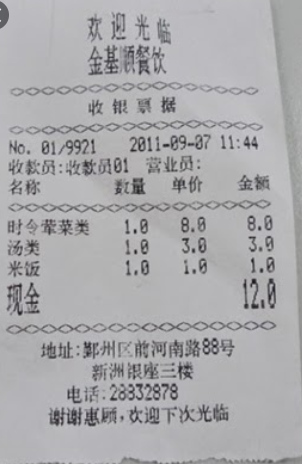 欢迎光临
金基顺餐饮
收银票据
No. 01/9921 2011-09-07 11:44
收款员:收款员01 营业员:
名称 数量 单价 金额
时令荤菜类 1.0 8.0 8.0
汤类 1.0 3.0 3.0
米饭 1.0 1.0 1.0
现金 12.0
地址:鄞州区前河南路88号
新洲银座三楼
电话:28832878
谢谢惠顾,欢迎下次光临